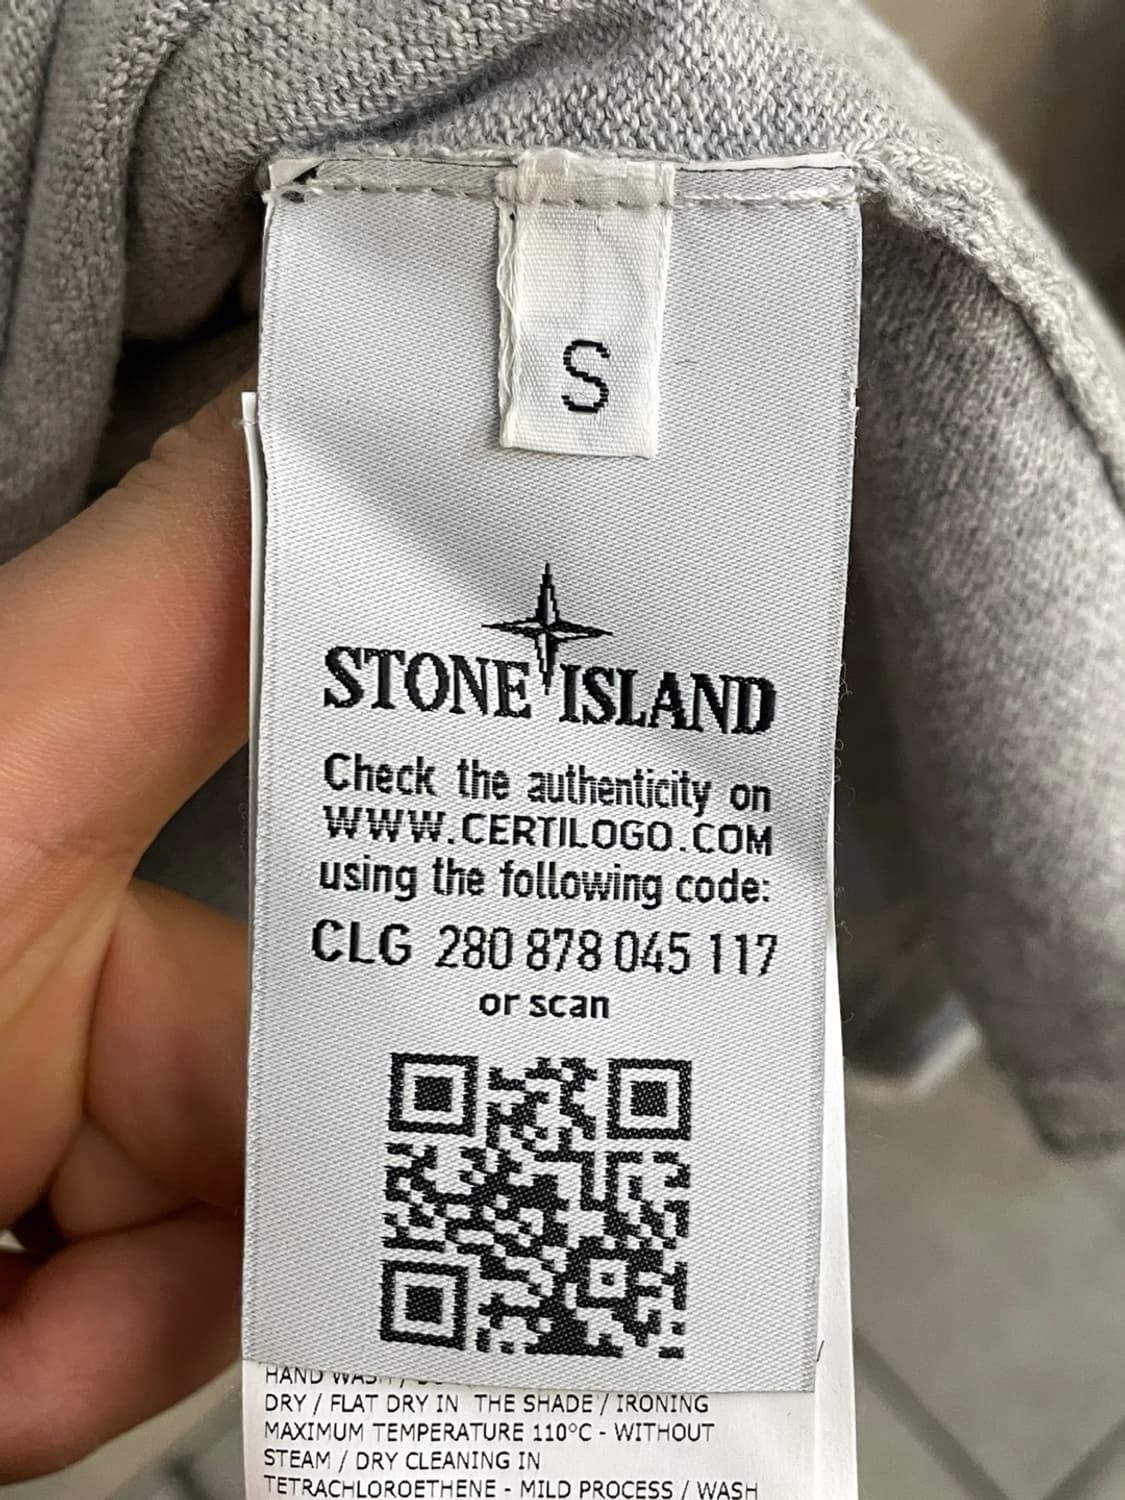 S
STONE ISLAND
Check the authenticity on
WWW.CERTILOGO.COM
using the following code:
CLG 280 878 045 117
or scan
HAND WASH /
DRY / FLAT DRY IN THE SHADE / IRONING
MAXIMUM TEMPERATURE 110°C - WITHOUT
STEAM / DRY CLEANING IN
TETRACHLOROETHENE - MILD PROCESS / WASH